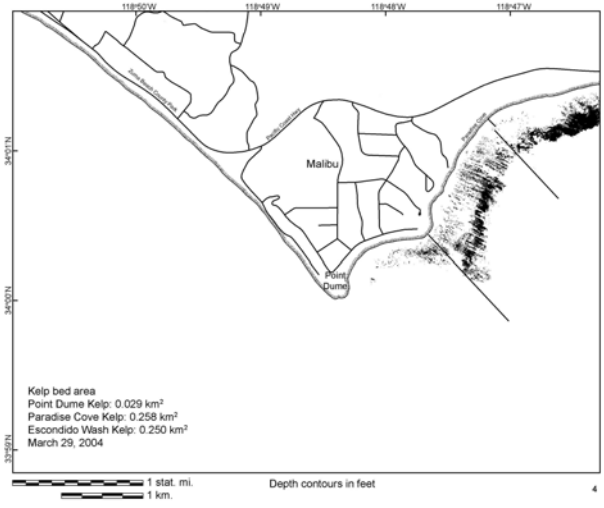 118°50'W 118°49'W 118°48'W 118°47'W
Zuma Beach County Park
Pacific Coast Hwy
Paradise Cove
34°01'N
Malibu
Point
Dume
34°00'N
Kelp bed area
Point Dume Kelp: 0.029 km²
Paradise Cove Kelp: 0.258 km²
Escondido Wash Kelp: 0.250 km²
March 29, 2004
33°59'N
1 stat. mi.
Depth contours in feet
4
1 km.